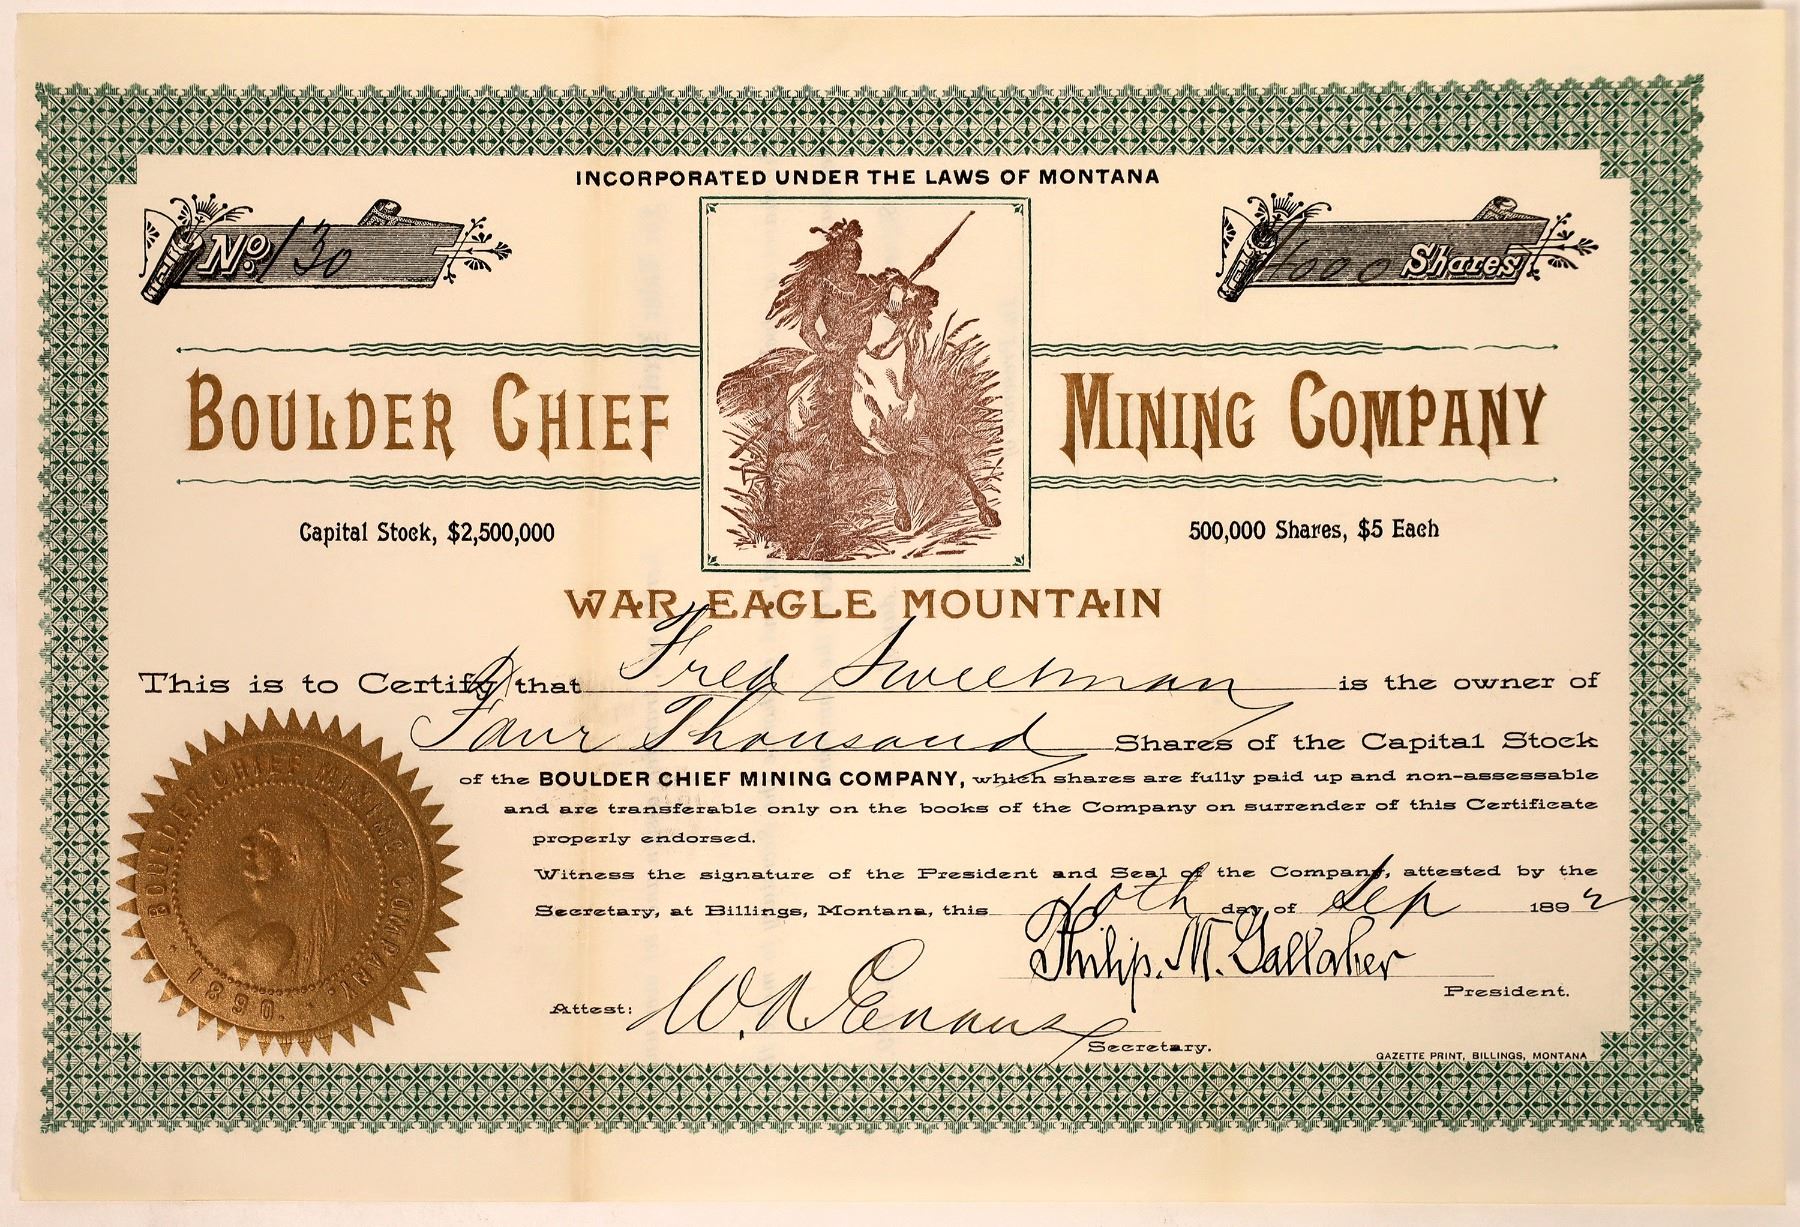 INCORPORATED UNDER THE LAWS OF MONTANA
No. 130
4000 Shares
BOULDER CHIEF MINING COMPANY
Capital Stock, $2,500,000
500,000 Shares, $5 Each
WAR EAGLE MOUNTAIN
This is to Certify that Fred Sweetman is the owner of
Four Thousand Shares of the Capital Stock
of the BOULDER CHIEF MINING COMPANY, which shares are fully paid up and non-assessable
and are transferable only on the books of the Company on surrender of this Certificate
properly endorsed.
Witness the signature of the President and Seal of the Company, attested by the
Secretary, at Billings, Montana, this 10th day of Sep 1892
Philip. M. Gallaher
President.
Attest: W. A. Evans
Secretary.
BOULDER CHIEF MINING COMPANY.
1890.
GAZETTE PRINT, BILLINGS, MONTANA